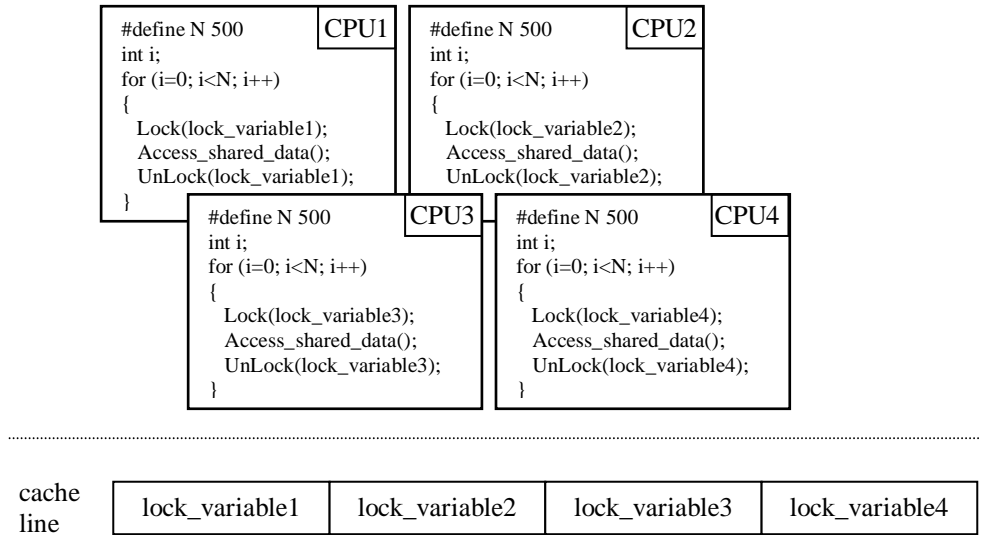 #define N 500
CPU1
int i;
for (i=0; i<N; i++)
{
Lock(lock_variable1);
Access_shared_data();
UnLock(lock_variable1);
}
#define N 500
CPU2
int i;
for (i=0; i<N; i++)
{
Lock(lock_variable2);
Access_shared_data();
UnLock(lock_variable2);
#define N 500
CPU3
int i;
for (i=0; i<N; i++)
{
Lock(lock_variable3);
Access_shared_data();
UnLock(lock_variable3);
}
#define N 500
CPU4
int i;
for (i=0; i<N; i++)
{
Lock(lock_variable4);
Access_shared_data();
UnLock(lock_variable4);
}
cache
line
lock_variable1
lock_variable2
lock_variable3
lock_variable4